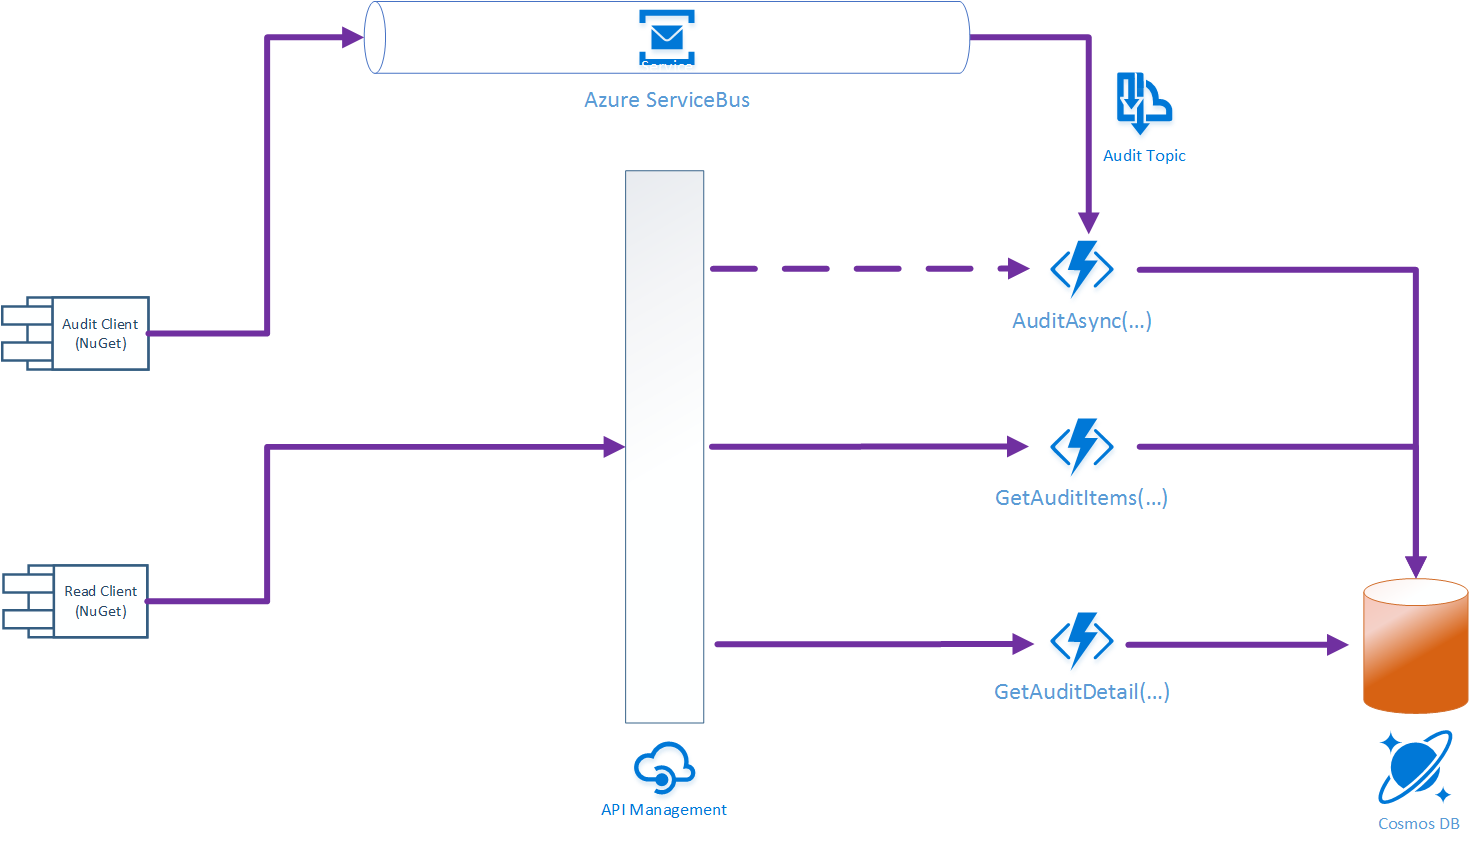 Azure ServiceBus
Audit Topic
Audit Client
(NuGet)
AuditAsync(...)
GetAuditItems(...)
Read Client
(NuGet)
GetAuditDetail(...)
API Management
Cosmos DB